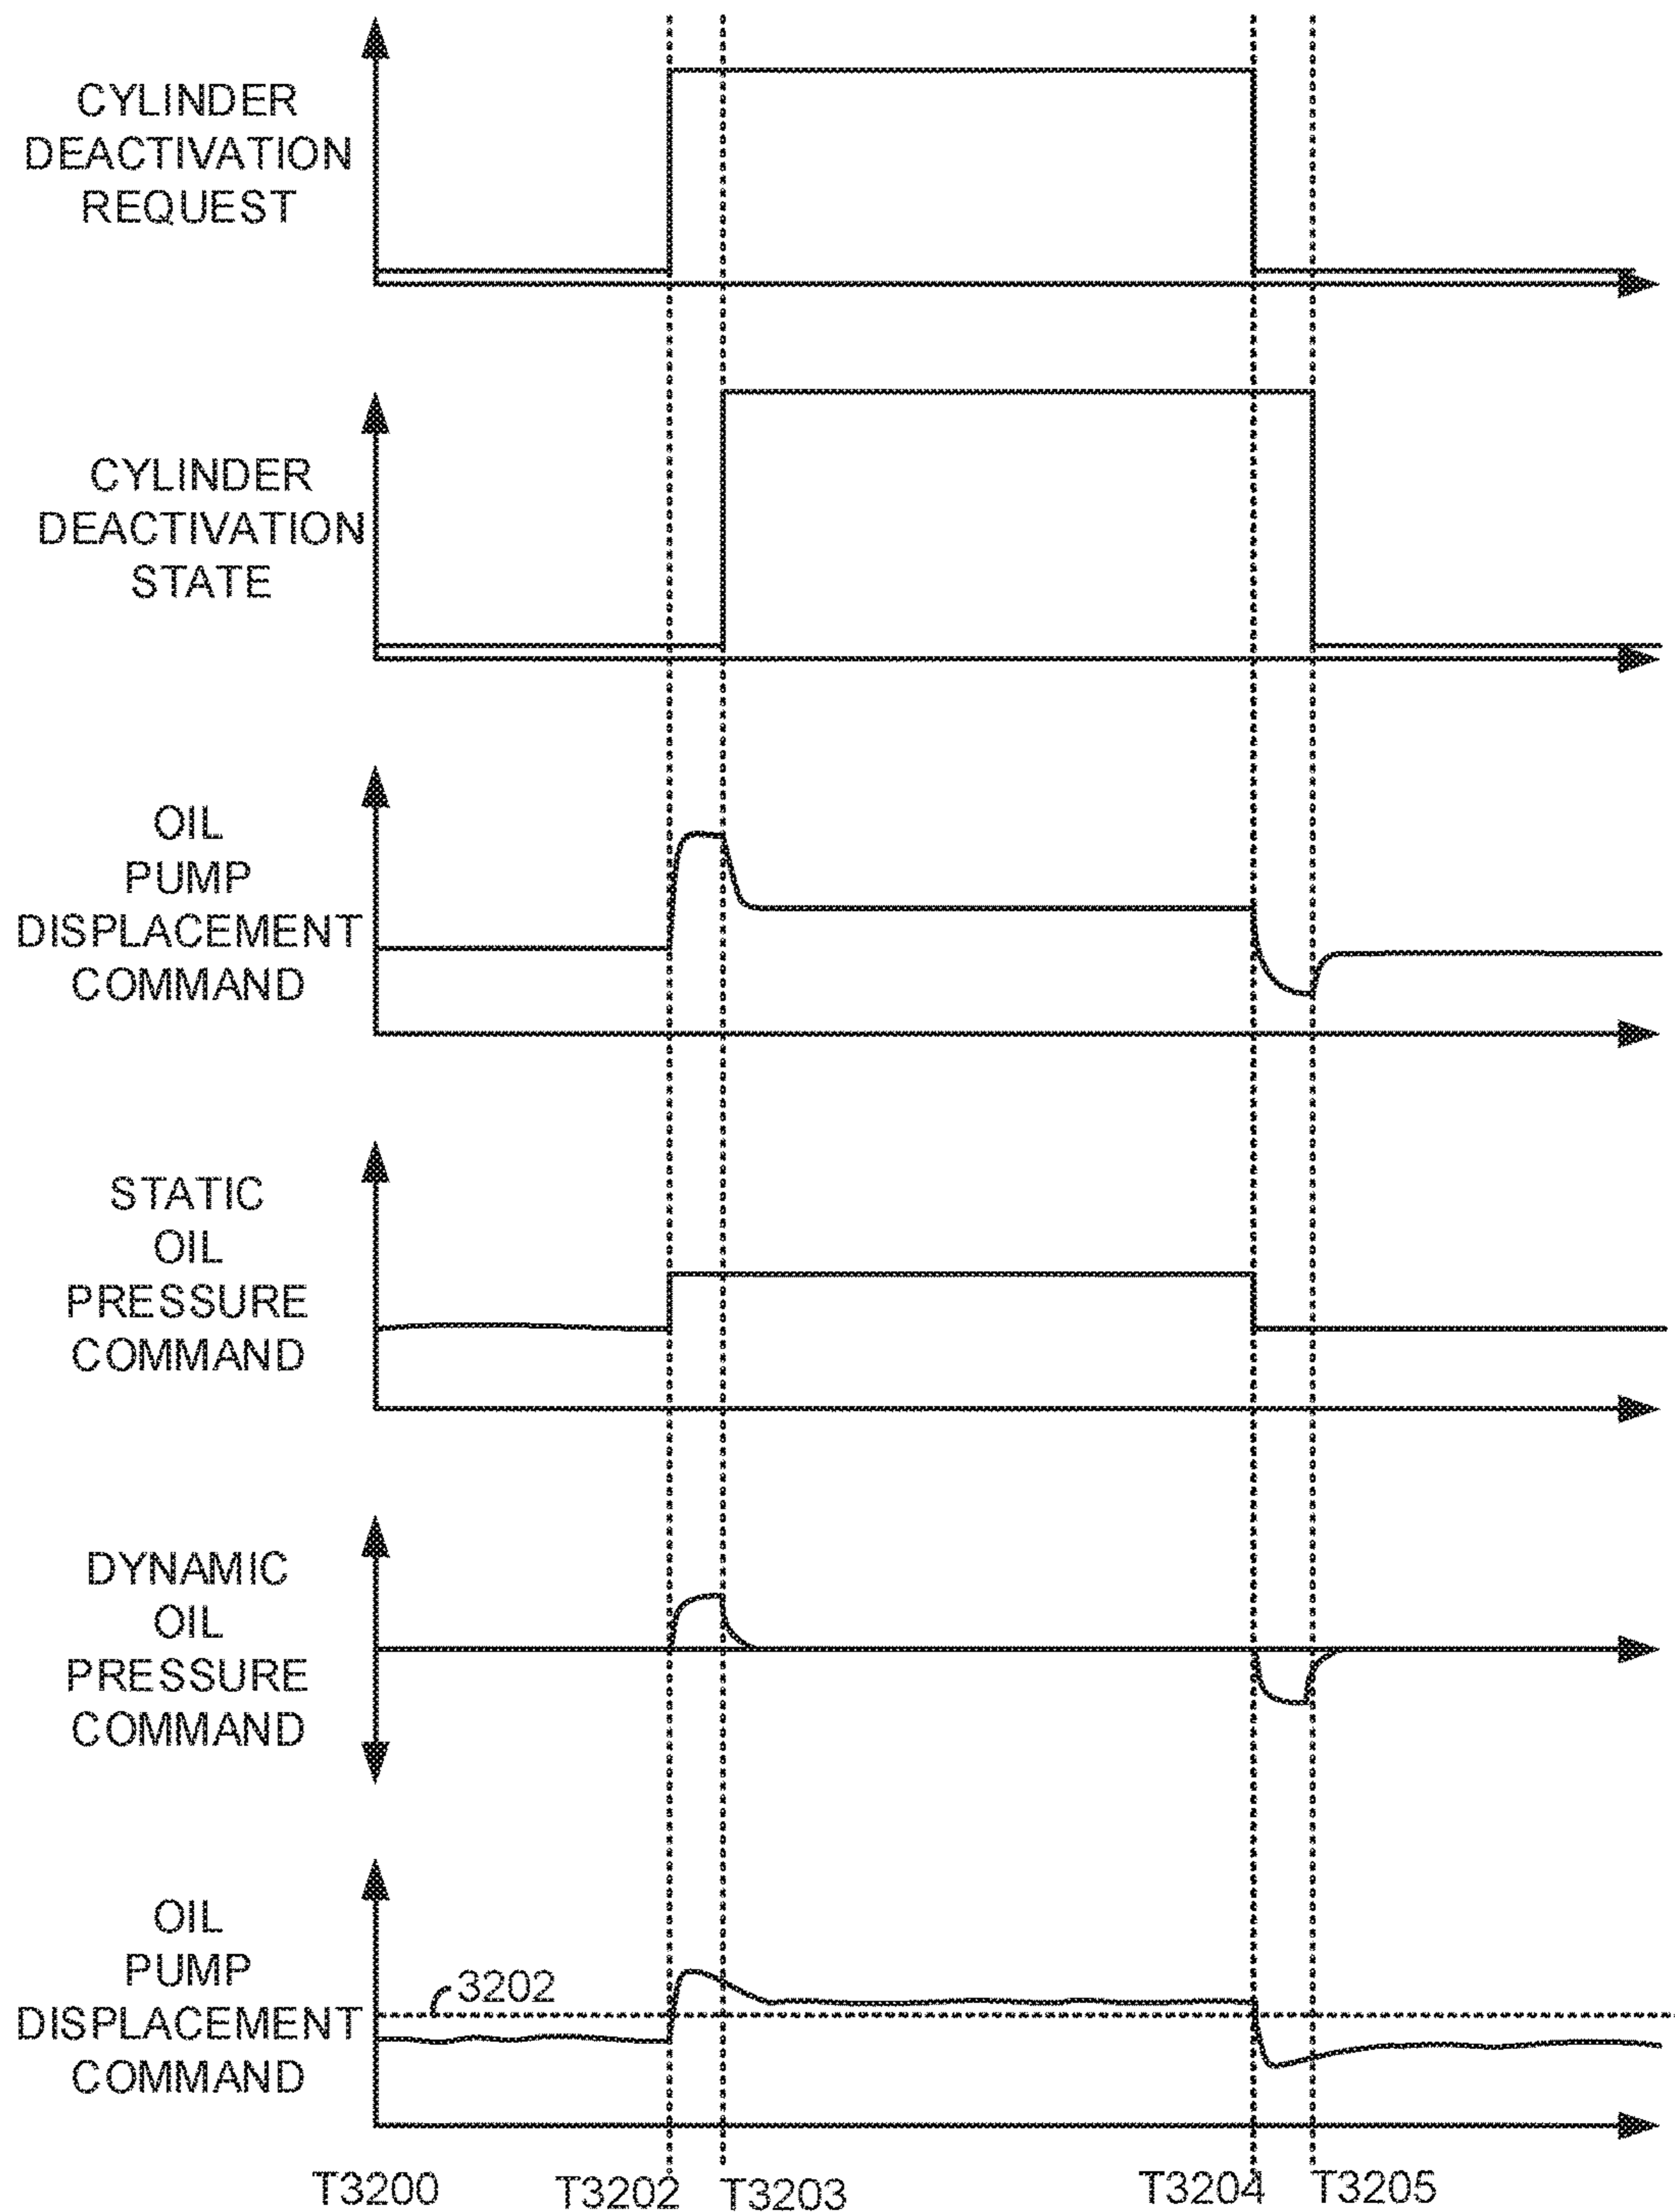 CYLINDER
DEACTIVATION
REQUEST
CYLINDER
DEACTIVATION
STATE
OIL
PUMP
DISPLACEMENT
COMMAND
STATIC
OIL
PRESSURE
COMMAND
DYNAMIC
OIL
PRESSURE
COMMAND
OIL
PUMP
DISPLACEMENT
COMMAND
3202
T3200 T3202 T3203 T3204 T3205